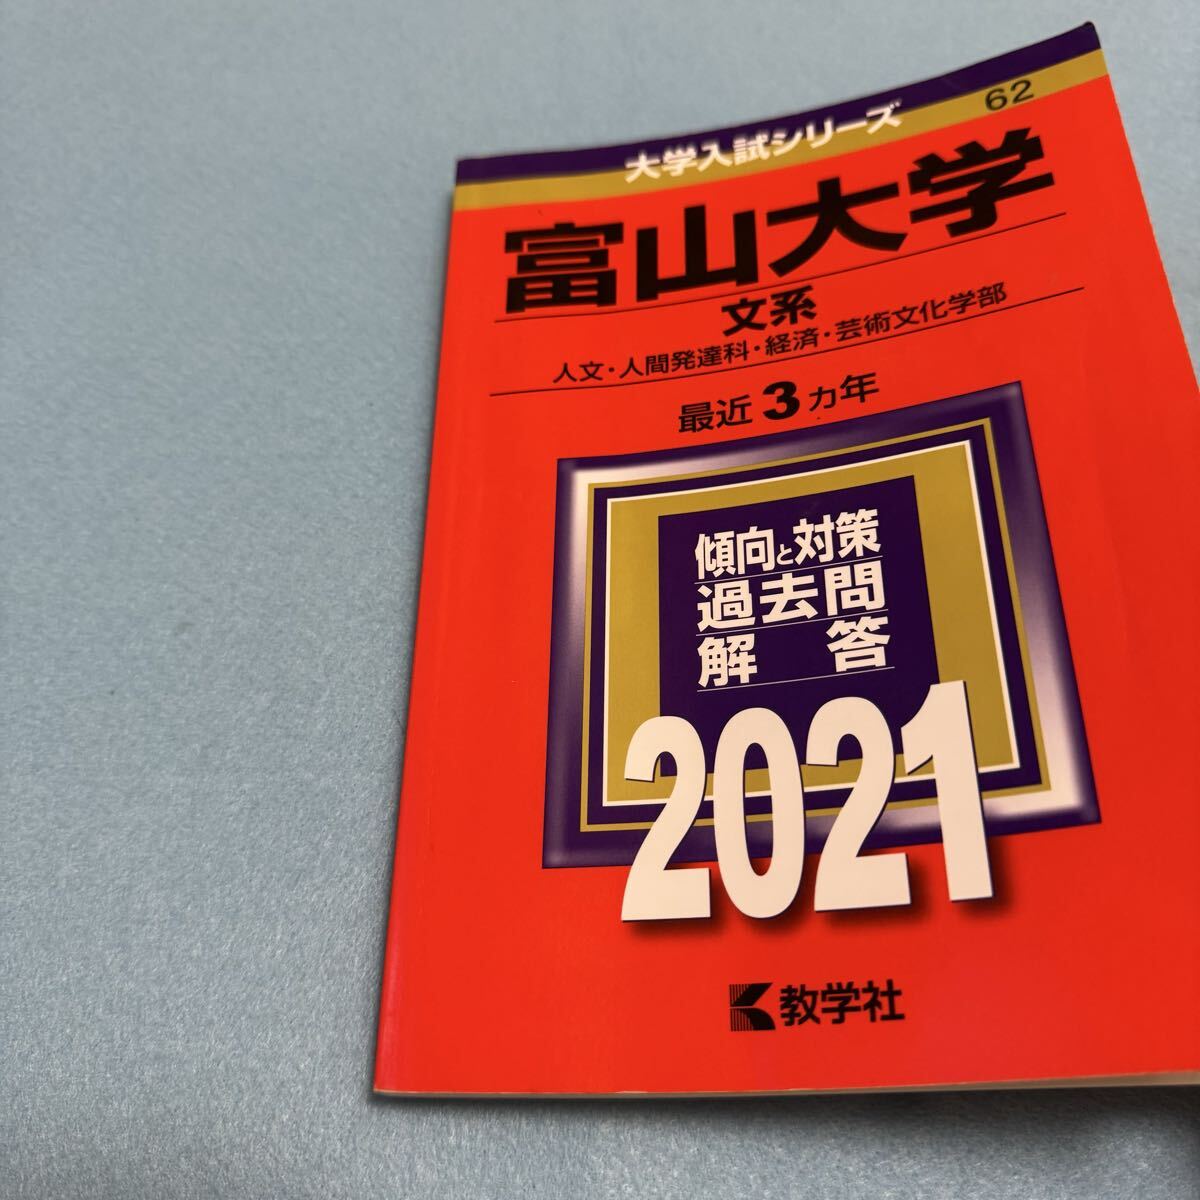 大学入試シリーズ
62
富山大学
文系
人文・人間発達科・経済・芸術文化学部
最近3ヵ年
傾向と対策
過去問
解答
2021
教学社